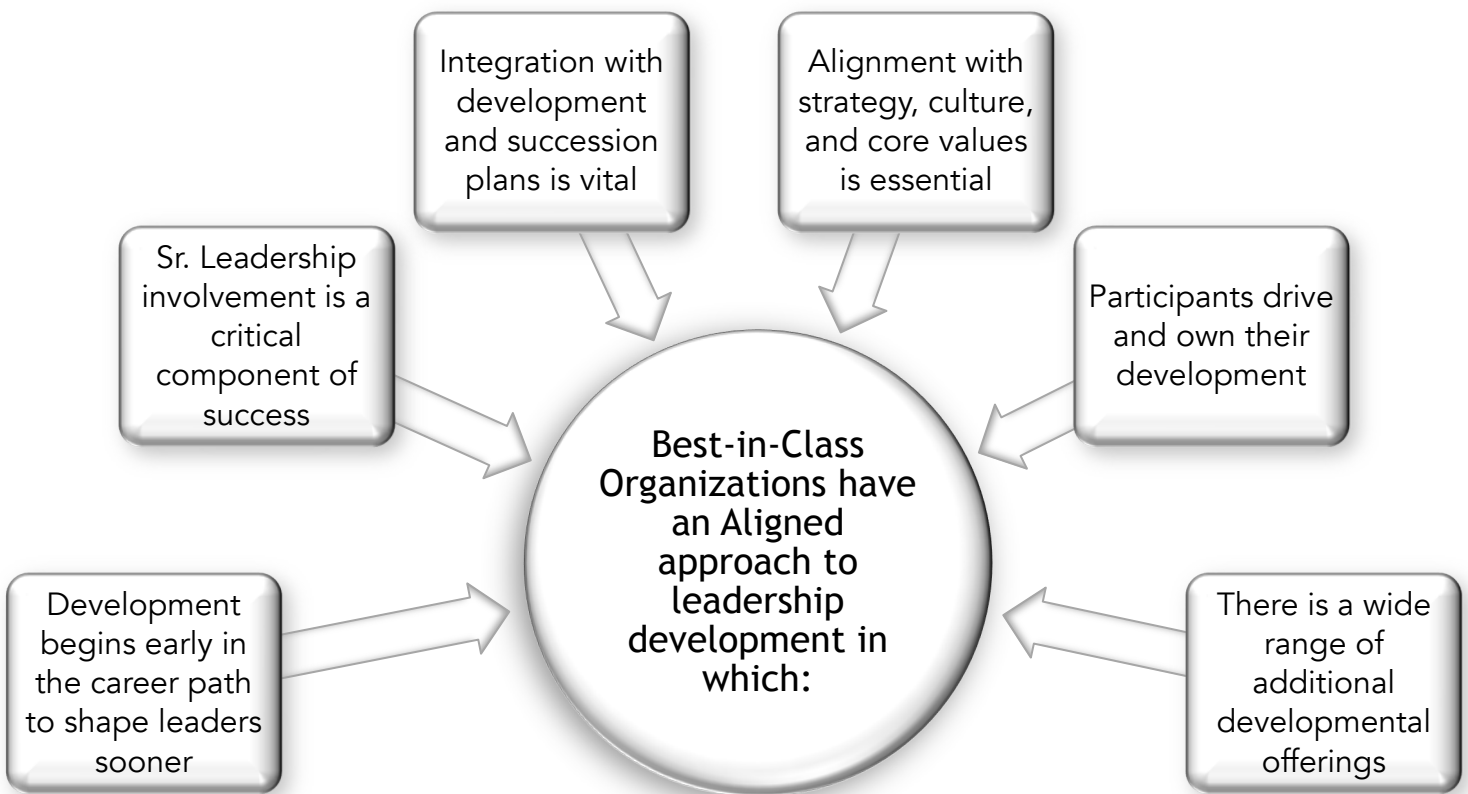 Integration with
development
and succession
plans is vital
Alignment with
strategy, culture,
and core values
is essential
Sr. Leadership
involvement is a
critical
component of
success
Participants drive
and own their
development
Best-in-Class
Organizations have
an Aligned
approach to
leadership
development in
which:
Development
begins early in
the career path
to shape leaders
sooner
There is a wide
range of
additional
developmental
offerings